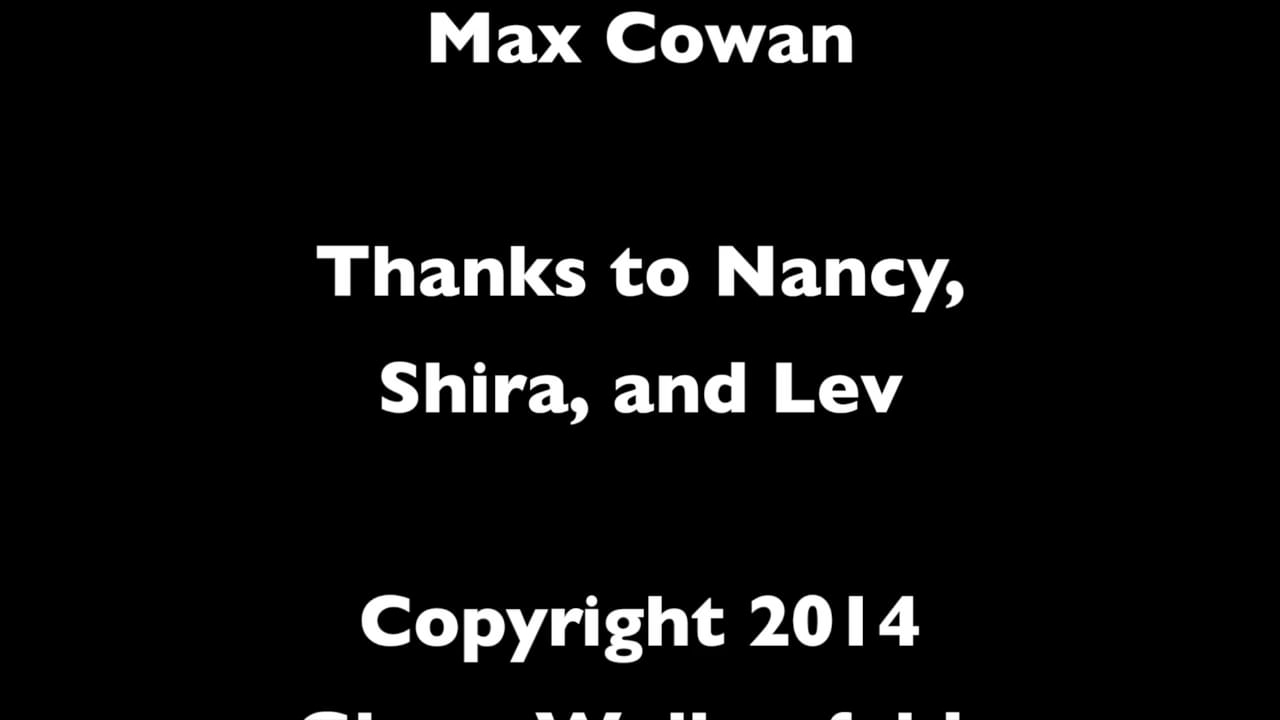 Max Cowan
Thanks to Nancy,
Shira, and Lev
Copyright 2014